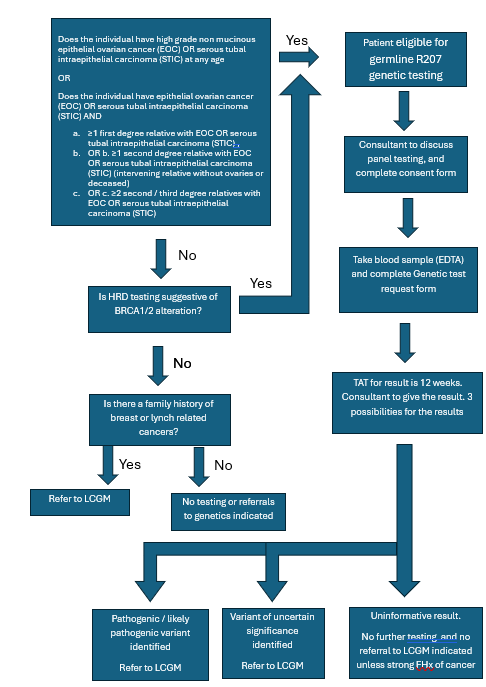 Does the individual have high grade non mucinous
epithelial ovarian cancer (EOC) OR serous tubal
intraepithelial carcinoma (STIC) at any age
OR
Does the individual have epithelial ovarian cancer
(EOC) OR serous tubal intraepithelial carcinoma
(STIC) AND
a. ≥1 first degree relative with EOC OR serous
tubal intraepithelial carcinoma (STIC) ,
b. OR b. ≥1 second degree relative with EOC
OR serous tubal intraepithelial carcinoma
(STIC) (intervening relative without ovaries or
deceased)
c. OR c. ≥2 second / third degree relatives with
EOC OR serous tubal intraepithelial
carcinoma (STIC)
Yes
Patient eligible for
germline R207
genetic testing
Consultant to discuss
panel testing, and
complete consent form
No
Yes
Take blood sample (EDTA)
and complete Genetic test
request form
Is HRD testing suggestive of
BRCA1/2 alteration?
No
TAT for result is 12 weeks.
Consultant to give the result. 3
possibilities for the results
Is there a family history of
breast or lynch related
cancers?
Yes
No
Refer to LCGM
No testing or referrals
to genetics indicated
Pathogenic / likely
pathogenic variant
identified
Refer to LCGM
Variant of uncertain
significance
identified
Refer to LCGM
Uninformative result.
No further testing and no
referral to LCGM indicated
unless strong FHx of cancer